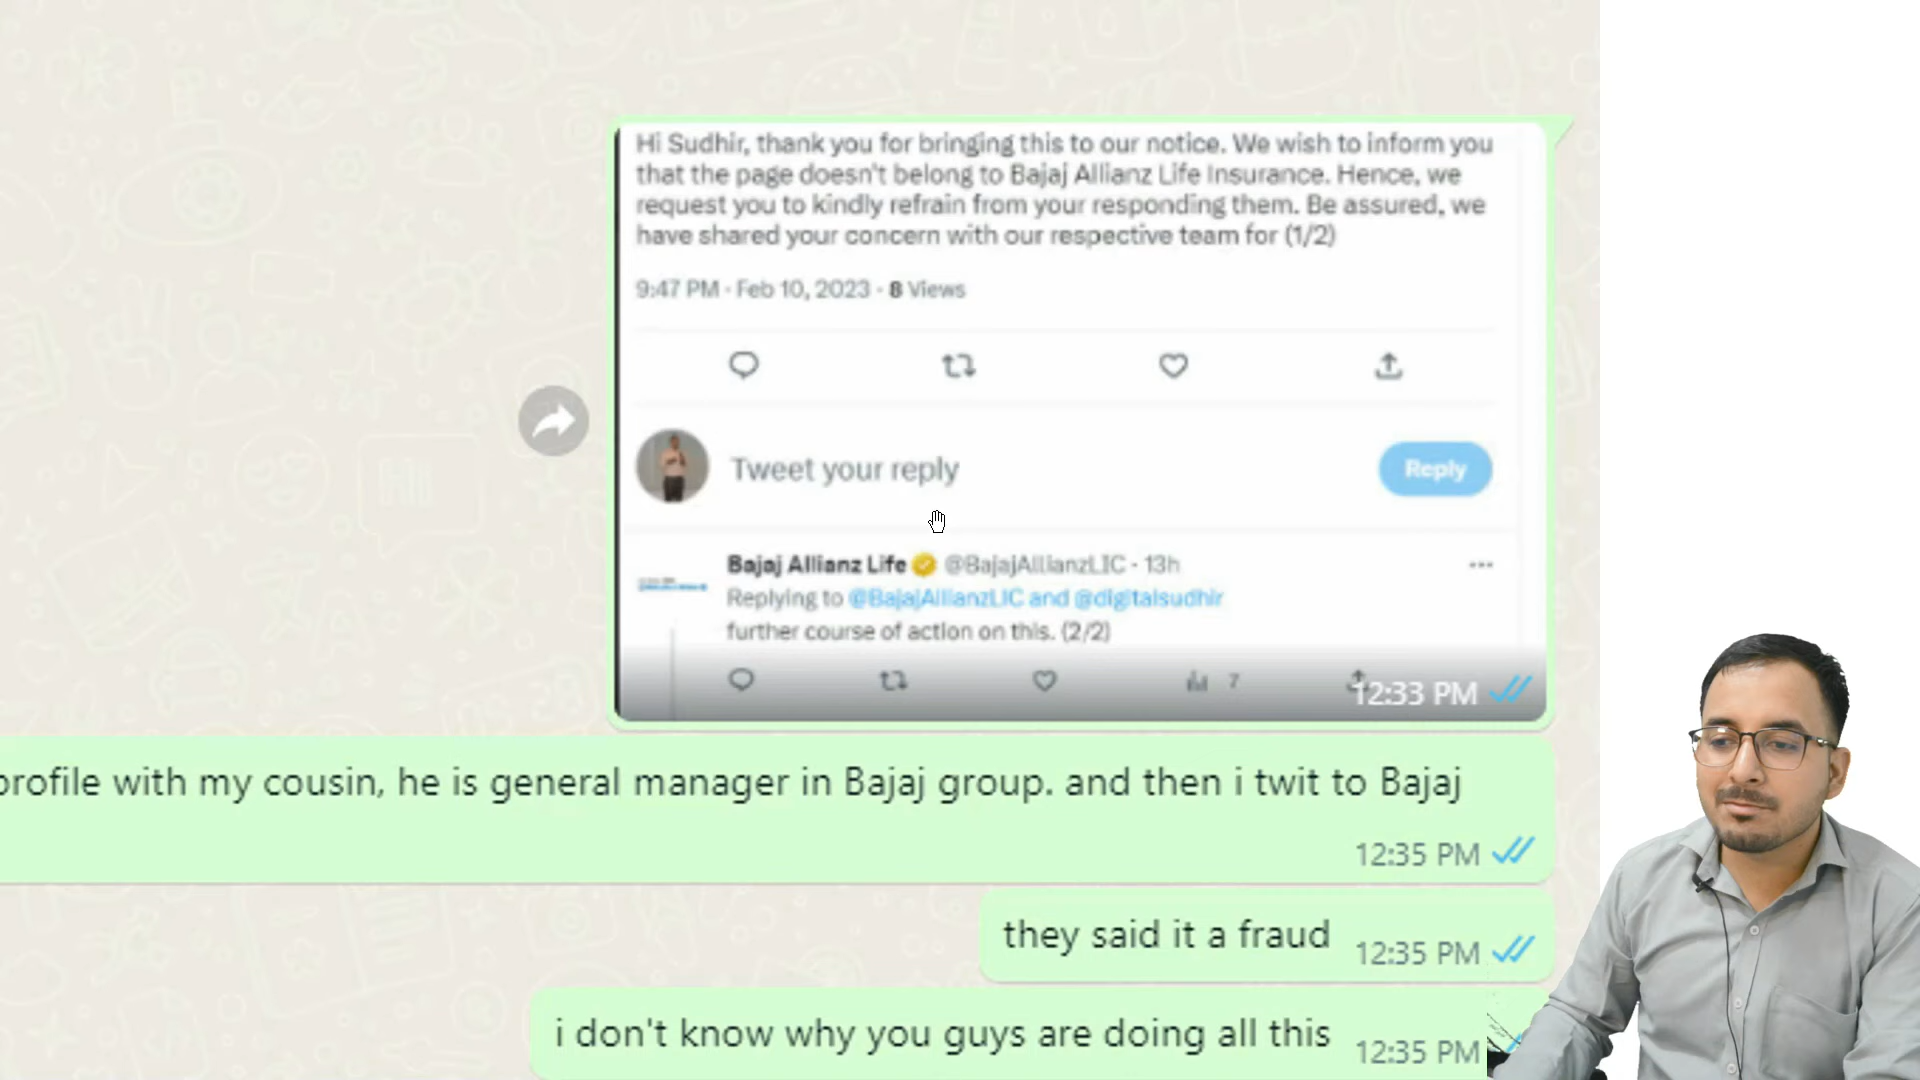 Hi Sudhir, thank you for bringing this to our notice. We wish to inform you
that the page doesn't belong to Bajaj Allianz Life Insurance. Hence, we
request you to kindly refrain from your responding them. Be assured, we
have shared your concern with our respective team for (1/2)
9:47 PM · Feb 10, 2023 · 8 Views
Tweet your reply
Reply
Bajaj Allianz Life @BajajAllianzLIC · 13h
Replying to @BajajAllianzLIC and @digitalsudhir
further course of action on this. (2/2)
7
12:33 PM
profile with my cousin, he is general manager in Bajaj group. and then i twit to Bajaj
12:35 PM
they said it a fraud 12:35 PM
i don't know why you guys are doing all this 12:35 PM